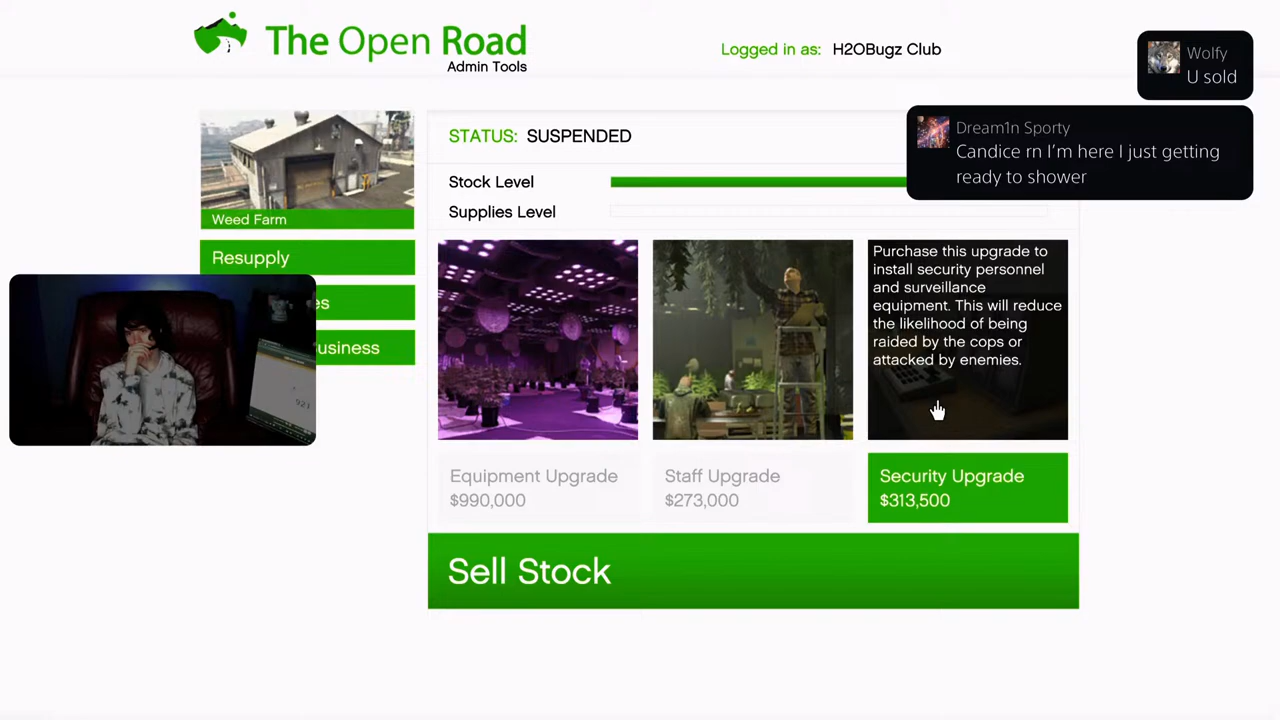 The Open Road
Admin Tools
Logged in as: H2OBugz Club
Wolfy
U sold
Dream1n Sporty
Candice rn I'm here I just getting
ready to shower
Weed Farm
Resupply
es
usiness
STATUS: SUSPENDED
Stock Level
Supplies Level
Purchase this upgrade to
install security personnel
and surveillance
equipment. This will reduce
the likelihood of being
raided by the cops or
attacked by enemies.
Equipment Upgrade
$990,000
Staff Upgrade
$273,000
Security Upgrade
$313,500
Sell Stock